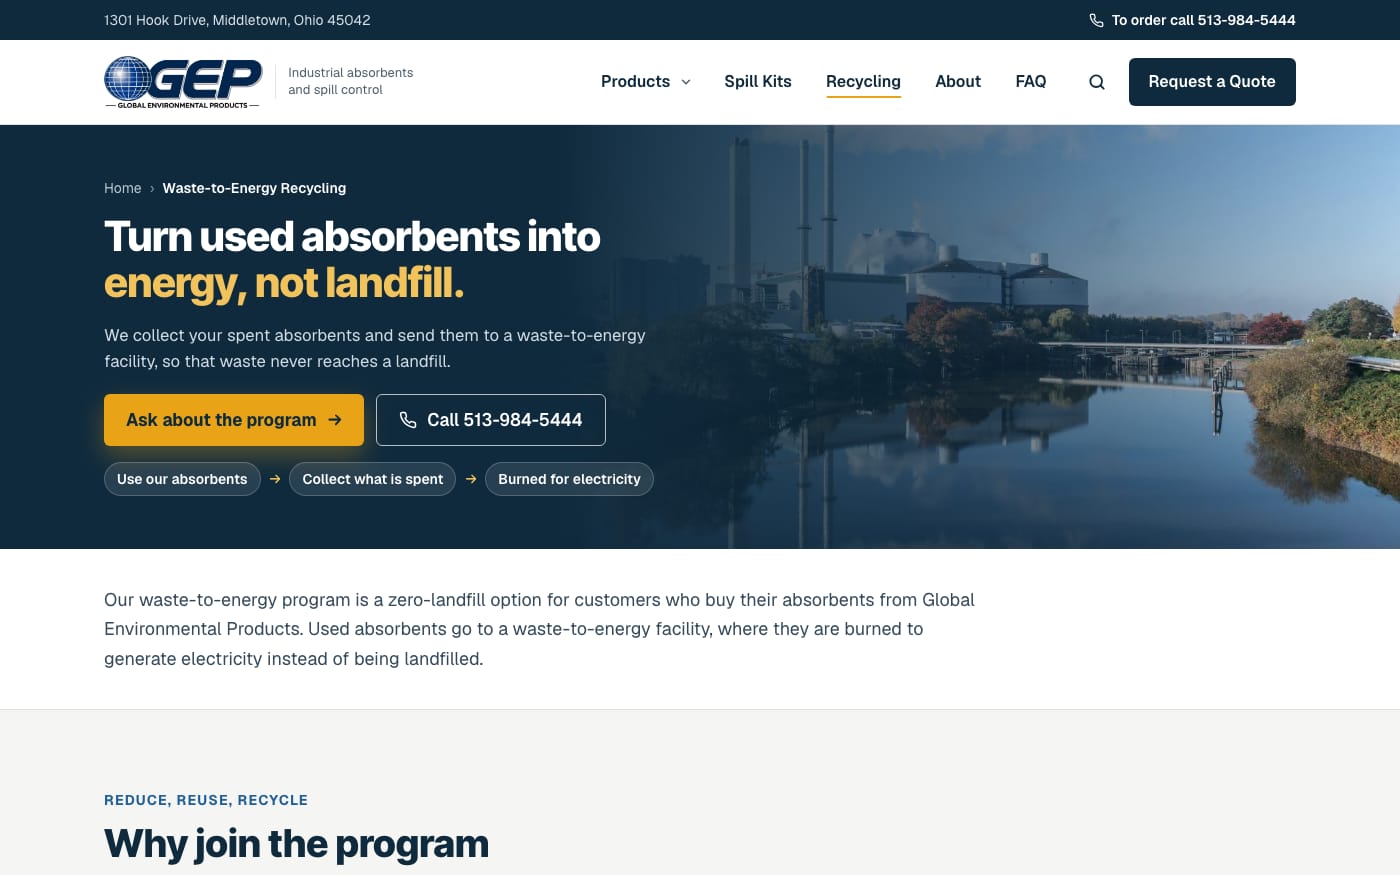 1301 Hook Drive, Middletown, Ohio 45042
To order call 513-984-5444
GEP
GLOBAL ENVIRONMENTAL PRODUCTS
Industrial absorbents
and spill control
Products
Spill Kits
Recycling
About
FAQ
Request a Quote
Home › Waste-to-Energy Recycling
Turn used absorbents into
energy, not landfill.
We collect your spent absorbents and send them to a waste-to-energy
facility, so that waste never reaches a landfill.
Ask about the program →
Call 513-984-5444
Use our absorbents → Collect what is spent → Burned for electricity
Our waste-to-energy program is a zero-landfill option for customers who buy their absorbents from Global
Environmental Products. Used absorbents go to a waste-to-energy facility, where they are burned to
generate electricity instead of being landfilled.
REDUCE, REUSE, RECYCLE
Why join the program